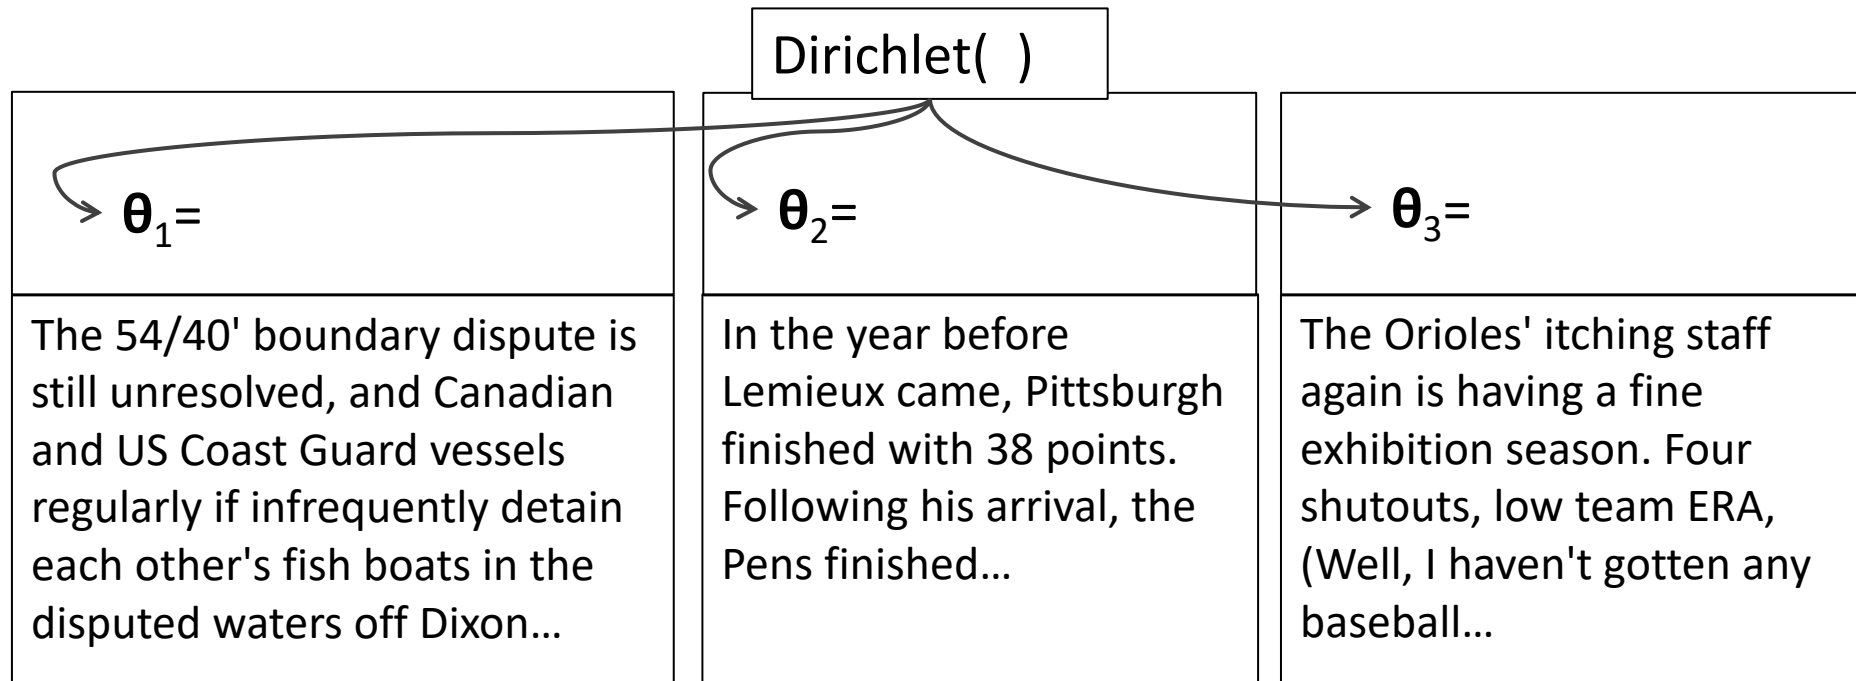 Dirichlet( )
θ1=
θ2=
θ3=
The 54/40' boundary dispute is
still unresolved, and Canadian
and US Coast Guard vessels
regularly if infrequently detain
each other's fish boats in the
disputed waters off Dixon…
In the year before
Lemieux came, Pittsburgh
finished with 38 points.
Following his arrival, the
Pens finished…
The Orioles' itching staff
again is having a fine
exhibition season. Four
shutouts, low team ERA,
(Well, I haven't gotten any
baseball…